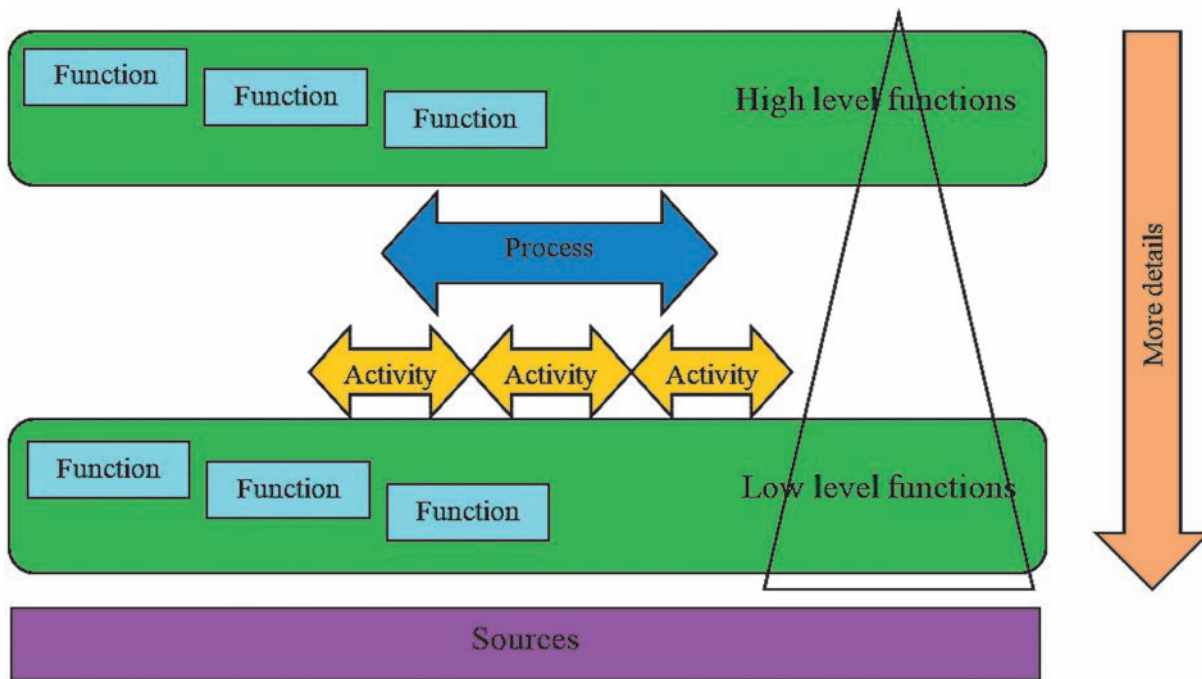 Function
Function
Function
High level functions
Process
Activity
Activity
Activity
Function
Function
Function
Low level functions
Sources
More details